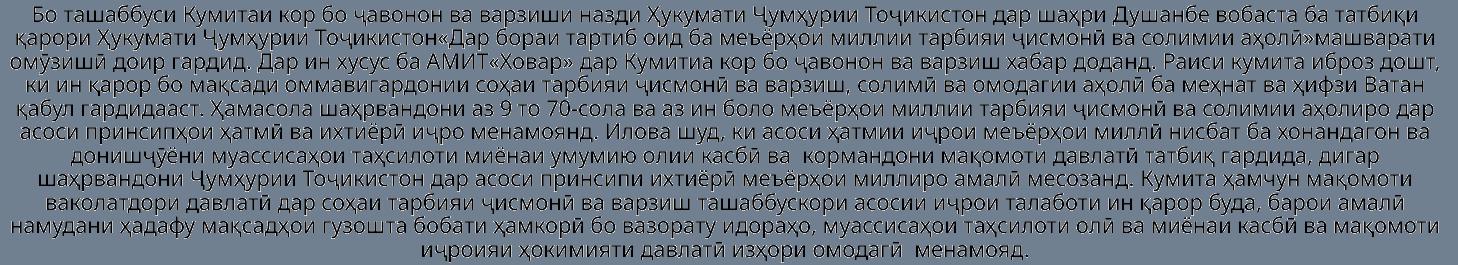 Бо ташаббуси Кумитаи кор бо ҷавонон ва варзиши назди Ҳукумати Ҷумҳурии Тоҷикистон дар шаҳри Душанбе вобаста ба татбиқи
қарори Ҳукумати Ҷумҳурии Тоҷикистон«Дар бораи тартиб оид ба меъёрҳои миллии тарбияи ҷисмонӣ ва солимии аҳолӣ»машварати
омӯзишӣ доир гардид. Дар ин хусус ба АМИТ«Ховар» дар Кумитиа кор бо ҷавонон ва варзиш хабар доданд. Раиси кумита иброз дошт,
ки ин қарор бо мақсади оммавигардонии соҳаи тарбияи ҷисмонӣ ва варзиш, солимӣ ва омодагии аҳолӣ ба меҳнат ва ҳифзи Ватан
қабул гардидааст. Ҳамасола шаҳрвандони аз 9 то 70-сола ва аз ин боло меъёрҳои миллии тарбияи ҷисмонӣ ва солимии аҳолиро дар
асоси принсипҳои ҳатмӣ ва ихтиёрӣ иҷро менамоянд. Илова шуд, ки асоси ҳатмии иҷрои меъёрҳои миллӣ нисбат ба хонандагон ва
донишҷӯёни муассисаҳои таҳсилоти миёнаи умумию олии касбӣ ва кормандони мақомоти давлатӣ татбиқ гардида, дигар
шаҳрвандони Ҷумҳурии Тоҷикистон дар асоси принсипи ихтиёрӣ меъёрҳои миллиро амалӣ месозанд. Кумита ҳамчун мақомоти
ваколатдори давлатӣ дар соҳаи тарбияи ҷисмонӣ ва варзиш ташаббускори асосии иҷрои талаботи ин қарор буда, барои амалӣ
намудани ҳадафу мақсадҳои гузошта бобати ҳамкорӣ бо вазорату идораҳо, муассисаҳои таҳсилоти олӣ ва миёнаи касбӣ ва мақомоти
иҷроияи ҳокимияти давлатӣ изҳори омодагӣ менамояд.